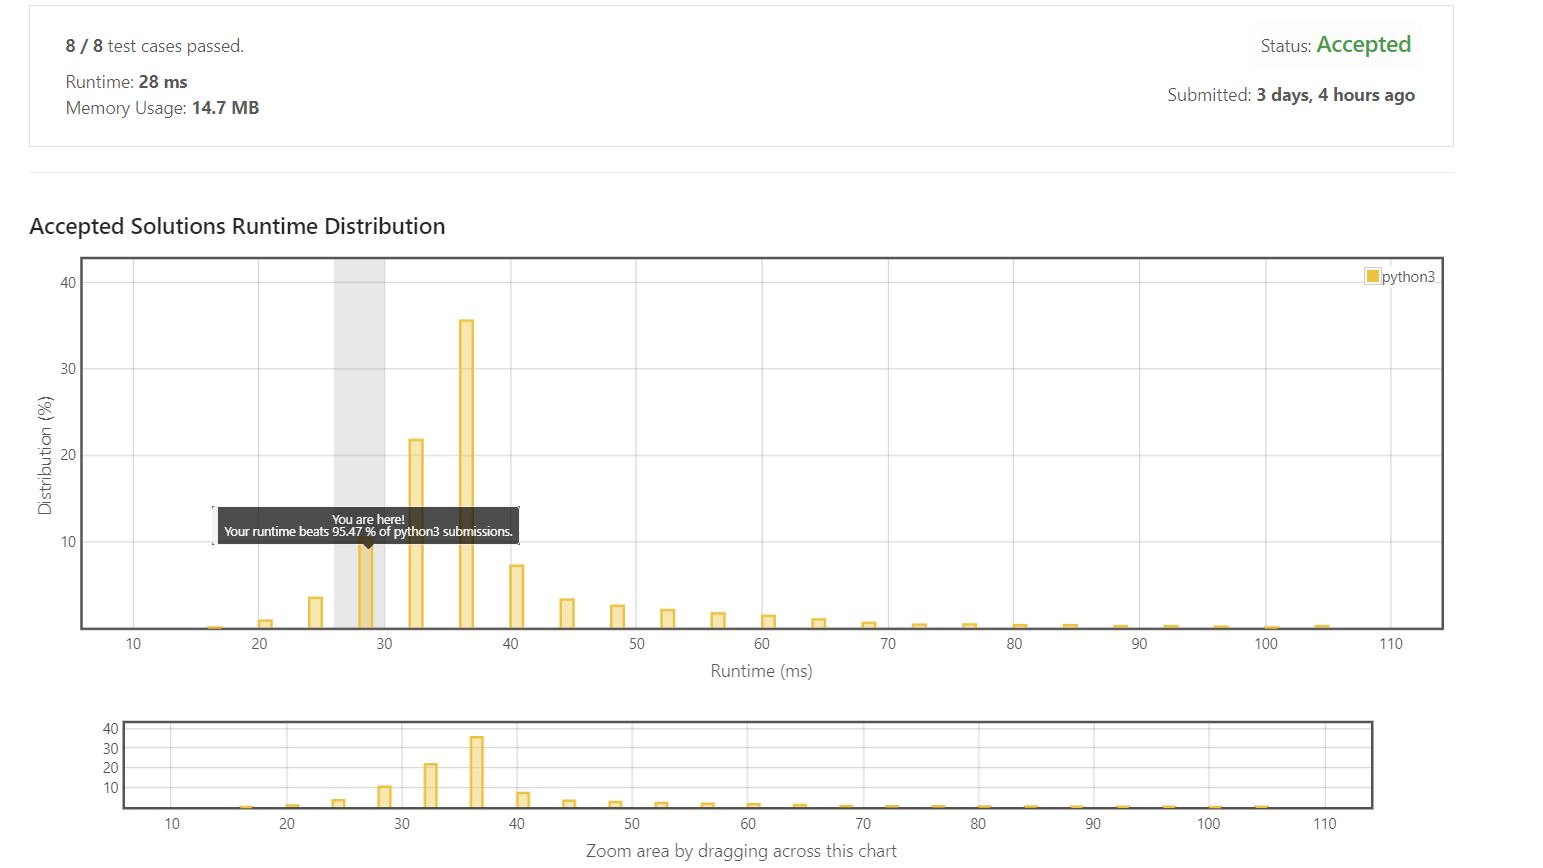 8 / 8 test cases passed.
Status: Accepted
Runtime: 28 ms
Memory Usage: 14.7 MB
Submitted: 3 days, 4 hours ago
Accepted Solutions Runtime Distribution
python3
40
30
20
10
Distribution (%)
You are here!
Your runtime beats 95.47 % of python3 submissions.
10 20 30 40 50 60 70 80 90 100 110
Runtime (ms)
40
30
20
10
10 20 30 40 50 60 70 80 90 100 110
Zoom area by dragging across this chart